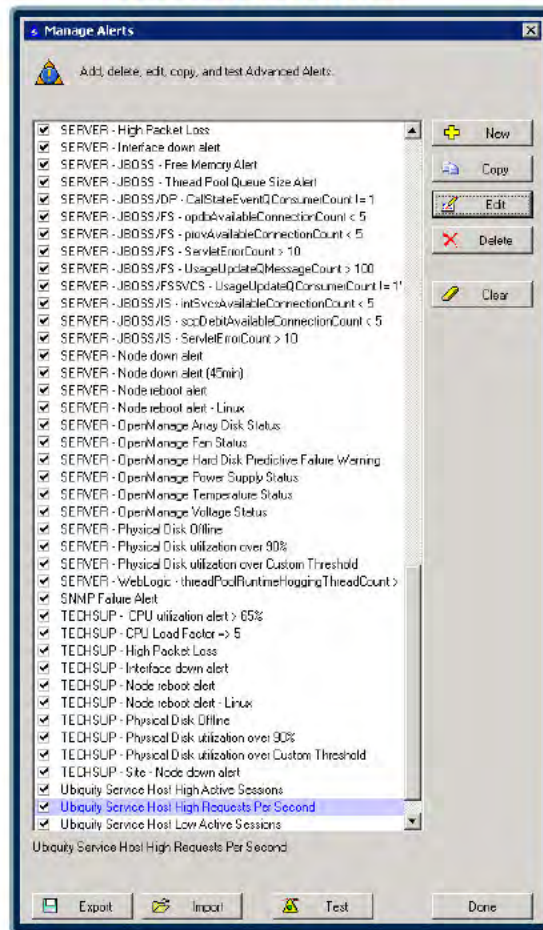 Manage Alerts
Add, delete, edit, copy, and test Advanced Alerts.
SERVER - High Packet Loss
SERVER - Interface down alert
SERVER - JBOSS - Free Memory Alert
SERVER - JBOSS - Thread Pool Queue Size Alert
SERVER - JBOSS/DP - CallStateEventQConsumerCount != 1
SERVER - JBOSS/FS - opdbAvailableConnectionCount < 5
SERVER - JBOSS/FS - provAvailableConnectionCount < 5
SERVER - JBOSS/FS - ServletErrorCount > 10
SERVER - JBOSS/FS - UsageUpdateQMessageCount > 100
SERVER - JBOSS/FSSVCS - UsageUpdateQConsumerCount != 1'
SERVER - JBOSS/IS - intSvcsAvailableConnectionCount < 5
SERVER - JBOSS/IS - scpDebitAvailableConnectionCount < 5
SERVER - JBOSS/IS - ServletErrorCount > 10
SERVER - Node down alert
SERVER - Node down alert (45min)
SERVER - Node reboot alert
SERVER - Node reboot alert - Linux
SERVER - OpenManage Array Disk Status
SERVER - OpenManage Fan Status
SERVER - OpenManage Hard Disk Predictive Failure Warning
SERVER - OpenManage Power Supply Status
SERVER - OpenManage Temperature Status
SERVER - OpenManage Voltage Status
SERVER - Physical Disk Offline
SERVER - Physical Disk utilization over 90%
SERVER - Physical Disk utilization over Custom Threshold
SERVER - WebLogic - threadPoolRuntimeHoggingThreadCount >
SNMP Failure Alert
TECHSUP - CPU utilization alert > 65%
TECHSUP - CPU Load Factor => 5
TECHSUP - High Packet Loss
TECHSUP - Interface down alert
TECHSUP - Node reboot alert
TECHSUP - Node reboot alert - Linux
TECHSUP - Physical Disk Offline
TECHSUP - Physical Disk utilization over 90%
TECHSUP - Physical Disk utilization over Custom Threshold
TECHSUP - Site - Node down alert
Ubiquity Service Host High Active Sessions
Ubiquity Service Host High Requests Per Second
Ubiquity Service Host Low Active Sessions
New
Copy
Edit
Delete
Clear
Ubiquity Service Host High Requests Per Second
Export
Import
Test
Done